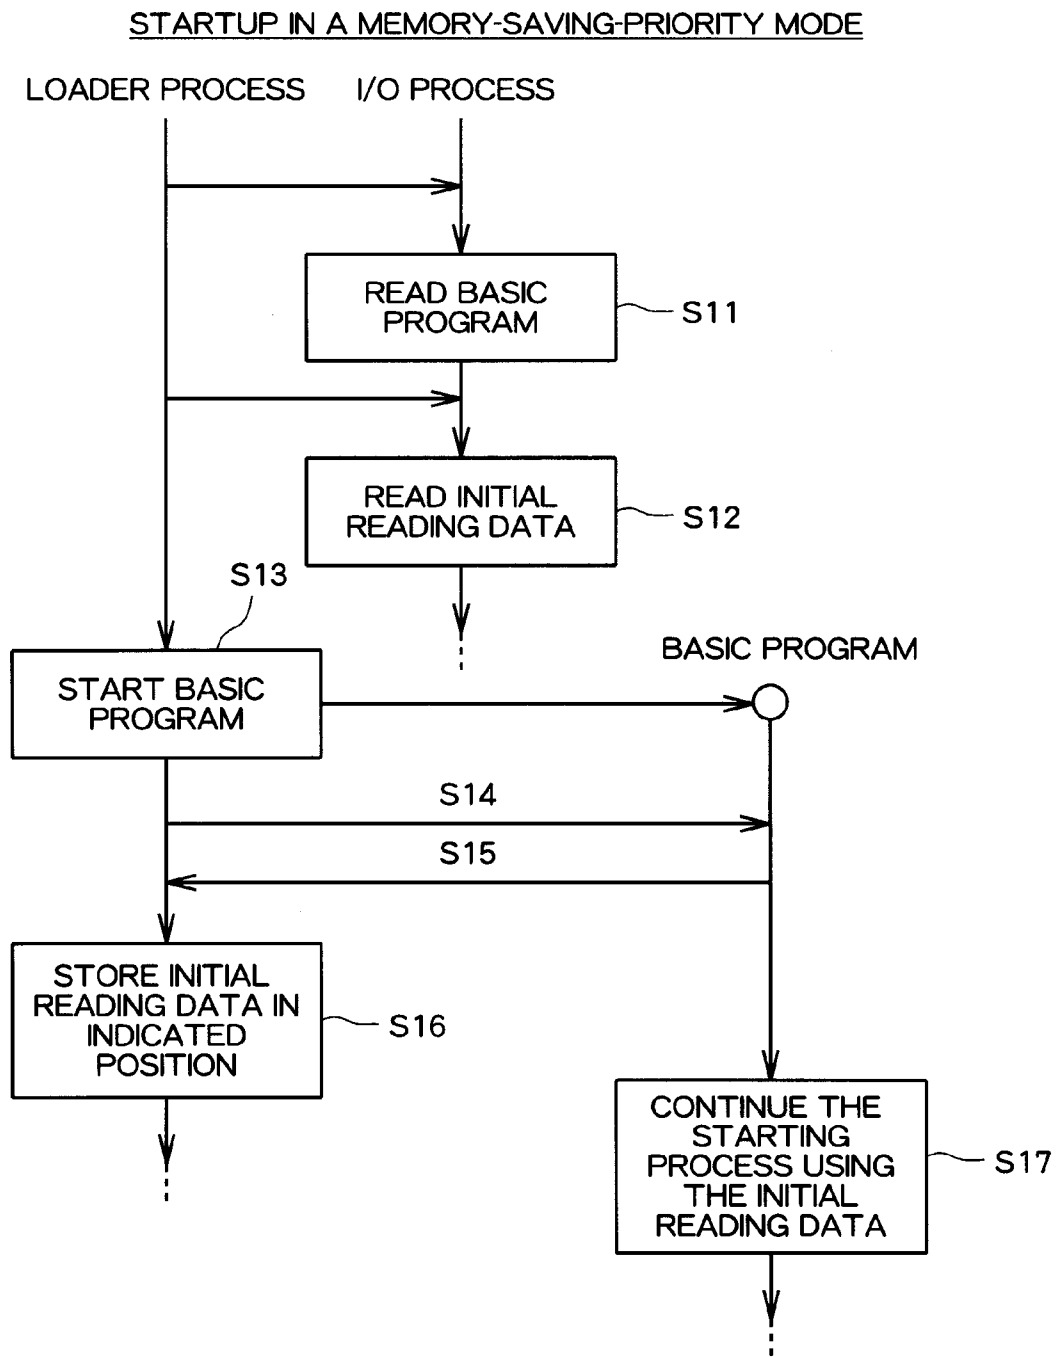 STARTUP IN A MEMORY-SAVING-PRIORITY MODE
LOADER PROCESS
I/O PROCESS
READ BASIC
PROGRAM
S11
READ INITIAL
READING DATA
S12
S13
START BASIC
PROGRAM
BASIC PROGRAM
S14
S15
STORE INITIAL
READING DATA IN
INDICATED
POSITION
S16
CONTINUE THE
STARTING
PROCESS USING
THE INITIAL
READING DATA
S17